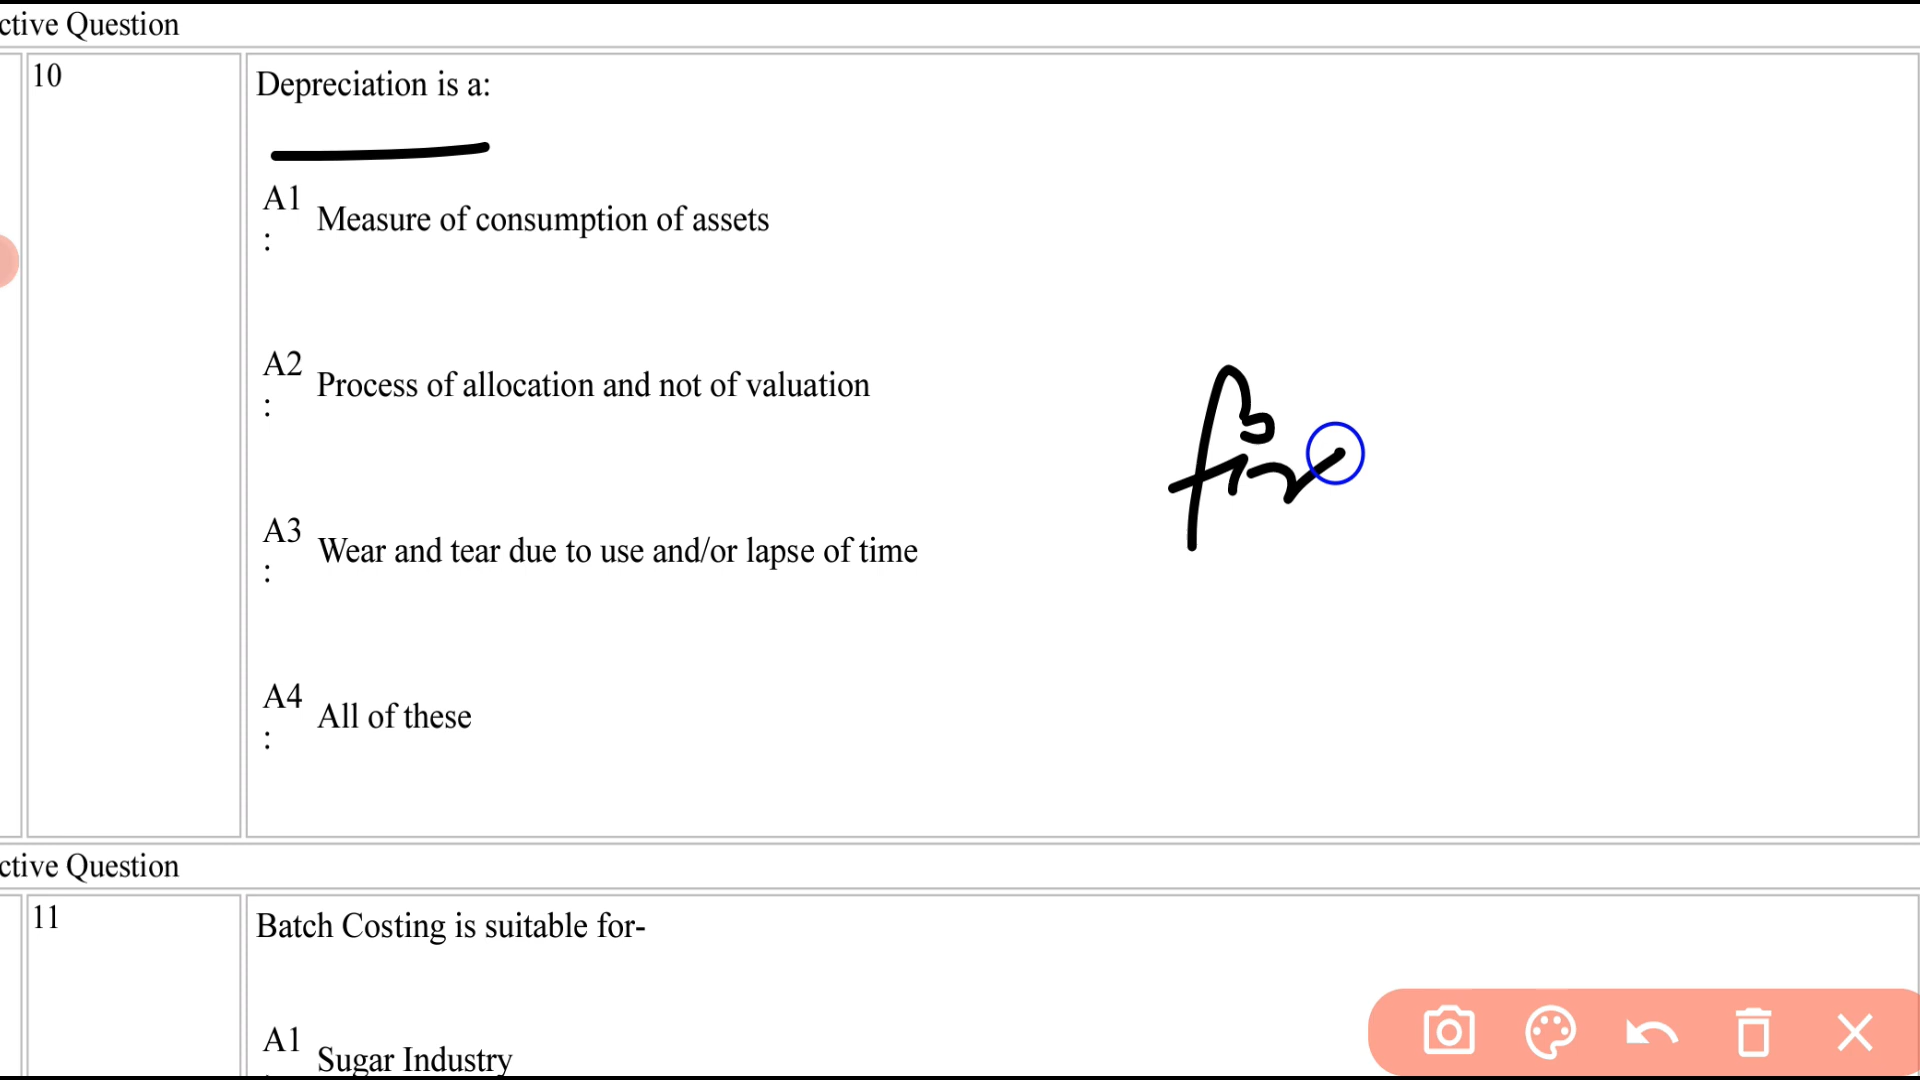 ctive Question
10
Depreciation is a:
A1
:
Measure of consumption of assets
A2
:
Process of allocation and not of valuation
A3
:
Wear and tear due to use and/or lapse of time
A4
:
All of these
ctive Question
11
Batch Costing is suitable for-
A1
Sugar Industry